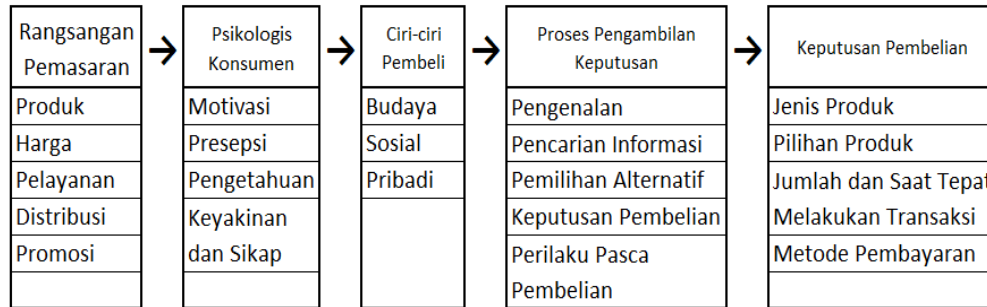 Rangsangan
Pemasaran
Produk
Harga
Pelayanan
Distribusi
Promosi
Psikologis
Konsumen
Motivasi
Presepsi
Pengetahuan
Keyakinan
dan Sikap
Ciri-ciri
Pembeli
Budaya
Sosial
Pribadi
Proses Pengambilan
Keputusan
Pengenalan
Pencarian Informasi
Pemilihan Alternatif
Keputusan Pembelian
Perilaku Pasca
Pembelian
Keputusan Pembelian
Jenis Produk
Pilihan Produk
Jumlah dan Saat Tepat
Melakukan Transaksi
Metode Pembayaran